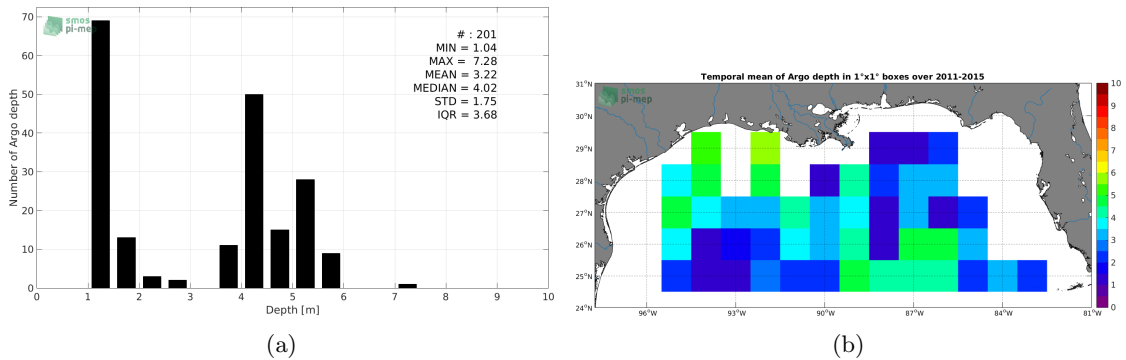 smos
pi-mep
# : 201
MIN = 1.04
MAX = 7.28
MEAN = 3.22
MEDIAN = 4.02
STD = 1.75
IQR = 3.68
Number of Argo depth
70
60
50
40
30
20
10
0
0 1 2 3 4 5 6 7 8 9 10
Depth [m]
(a)
Temporal mean of Argo depth in 1°x1° boxes over 2011-2015
smos
pi-mep
31°N
30°N
29°N
28°N
27°N
26°N
25°N
24°N
96°W 93°W 90°W 87°W 84°W 81°W
10
9
8
7
6
5
4
3
2
1
0
(b)